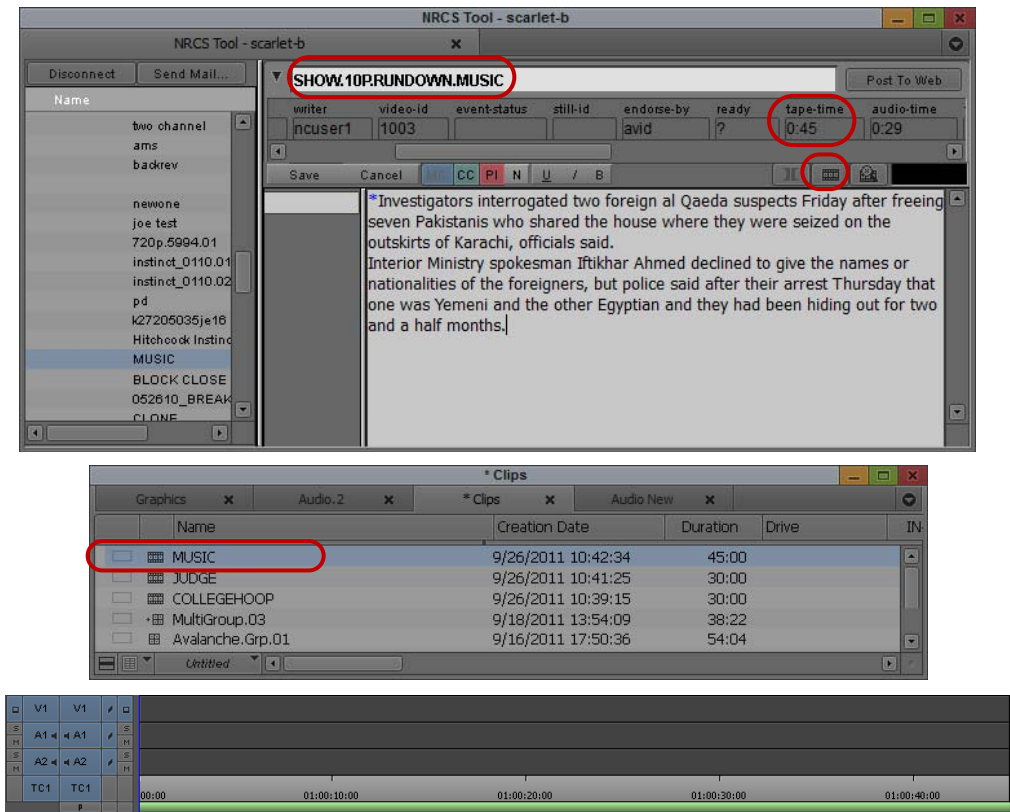 NRCS Tool - scarlet-b
NRCS Tool - scarlet-b
Disconnect Send Mail...
Name
two channel
ams
backrev
newone
joe test
720p.5994.01
instinct_0110.01
instinct_0110.02
pd
k27205035je16
Hitchcock Instinc
MUSIC
BLOCK CLOSE
052610_BREAK
CLONE
SHOW.10P.RUNDOWN.MUSIC
Post To Web
writer video-id event-status still-id endorse-by ready tape-time audio-time
ncuser1 1003 avid ? 0:45 0:29
Save Cancel MC CC PI N U / B
*Investigators interrogated two foreign al Qaeda suspects Friday after freeing
seven Pakistanis who shared the house where they were seized on the
outskirts of Karachi, officials said.
Interior Ministry spokesman Iftikhar Ahmed declined to give the names or
nationalities of the foreigners, but police said after their arrest Thursday that
one was Yemeni and the other Egyptian and they had been hiding out for two
and a half months.
* Clips
Graphics Audio.2 * Clips Audio New
Name Creation Date Duration Drive IN-
MUSIC 9/26/2011 10:42:34 45:00
JUDGE 9/26/2011 10:41:25 30:00
COLLEGEHOOP 9/26/2011 10:39:15 30:00
MultiGroup.03 9/18/2011 13:54:09 38:22
Avalanche.Grp.01 9/16/2011 17:50:36 54:04
Untitled
V1 V1
S A1 A1 S
M M
S A2 A2 S
M M
TC1 TC1
00:00 01:00:10:00 01:00:20:00 01:00:30:00 01:00:40:00
P